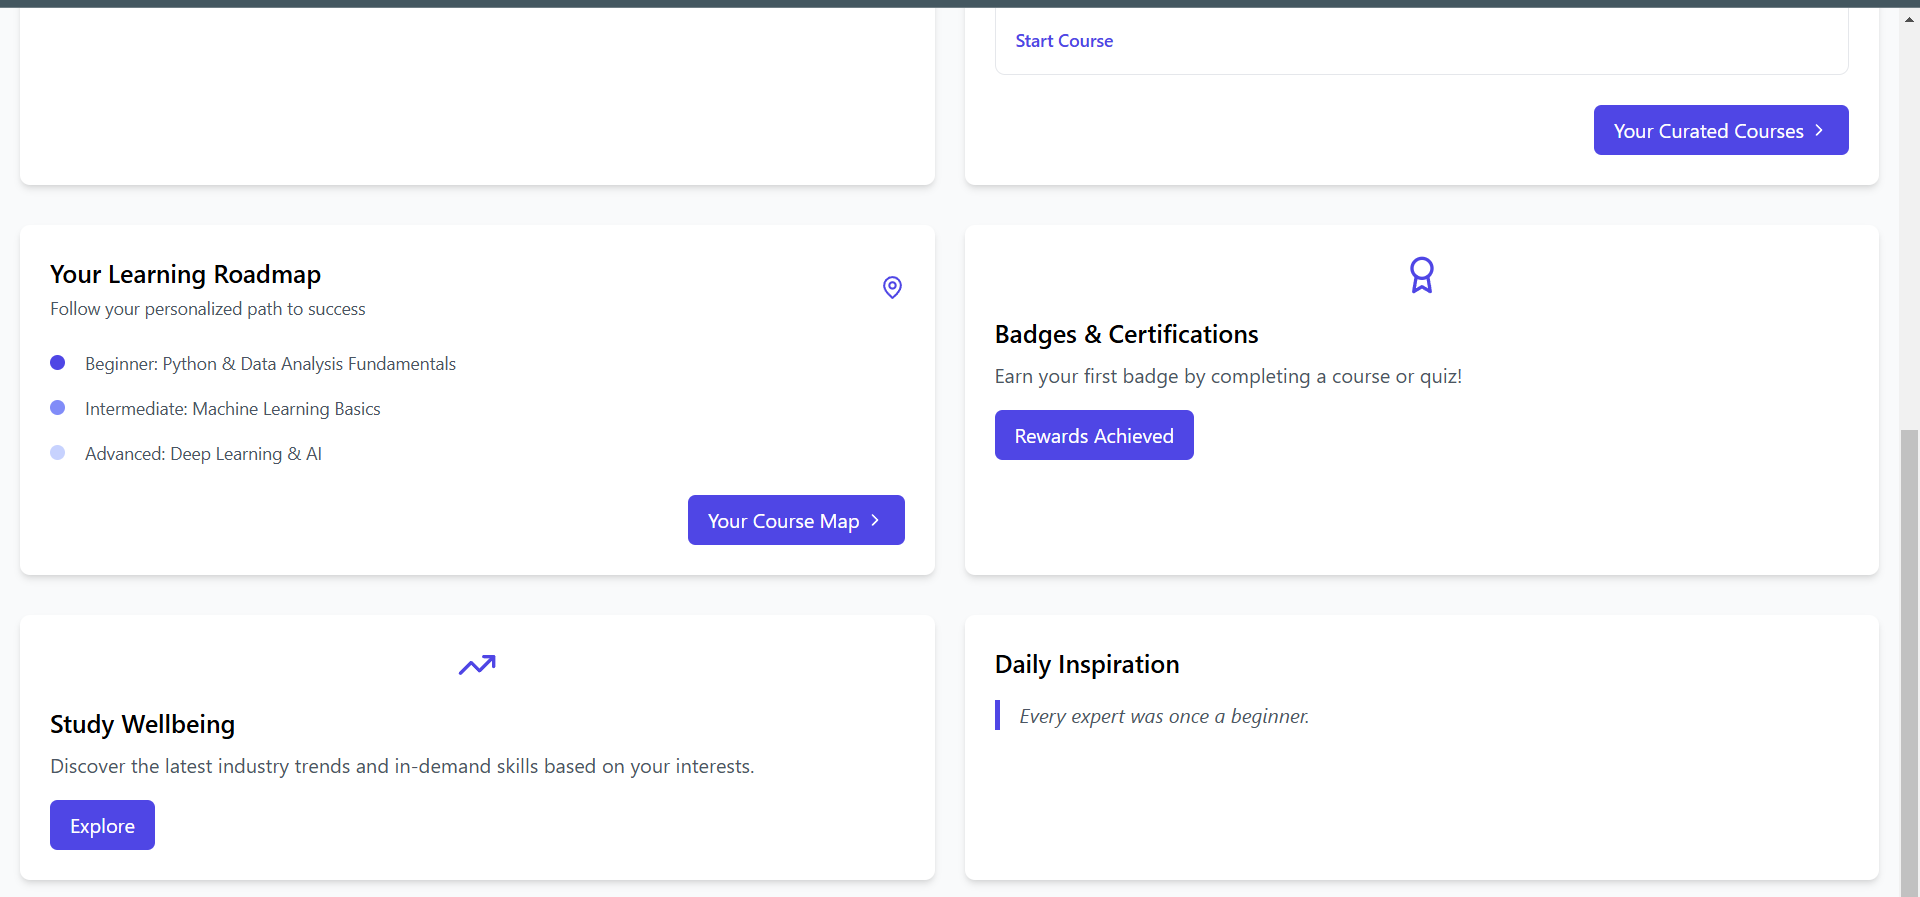 Start Course
Your Curated Courses
Your Learning Roadmap
Follow your personalized path to success
Beginner: Python & Data Analysis Fundamentals
Intermediate: Machine Learning Basics
Advanced: Deep Learning & AI
Your Course Map
Badges & Certifications
Earn your first badge by completing a course or quiz!
Rewards Achieved
Study Wellbeing
Discover the latest industry trends and in-demand skills based on your interests.
Explore
Daily Inspiration
Every expert was once a beginner.